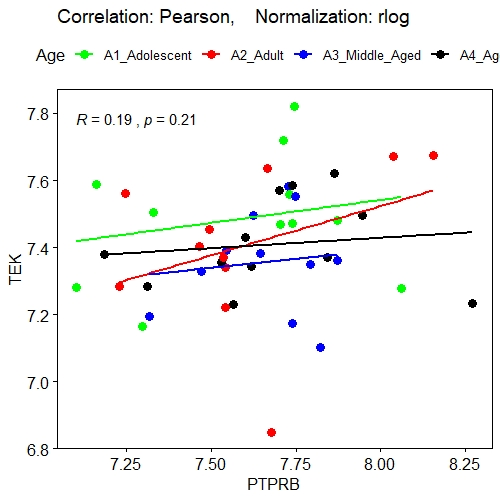 Correlation: Pearson,    Normalization: rlog
Age A1_Adolescent A2_Adult A3_Middle_Aged A4_Ag
R = 0.19 , p = 0.21
7.8
7.6
7.4
7.2
7.0
6.8
TEK
7.25 7.50 7.75 8.00 8.25
PTPRB